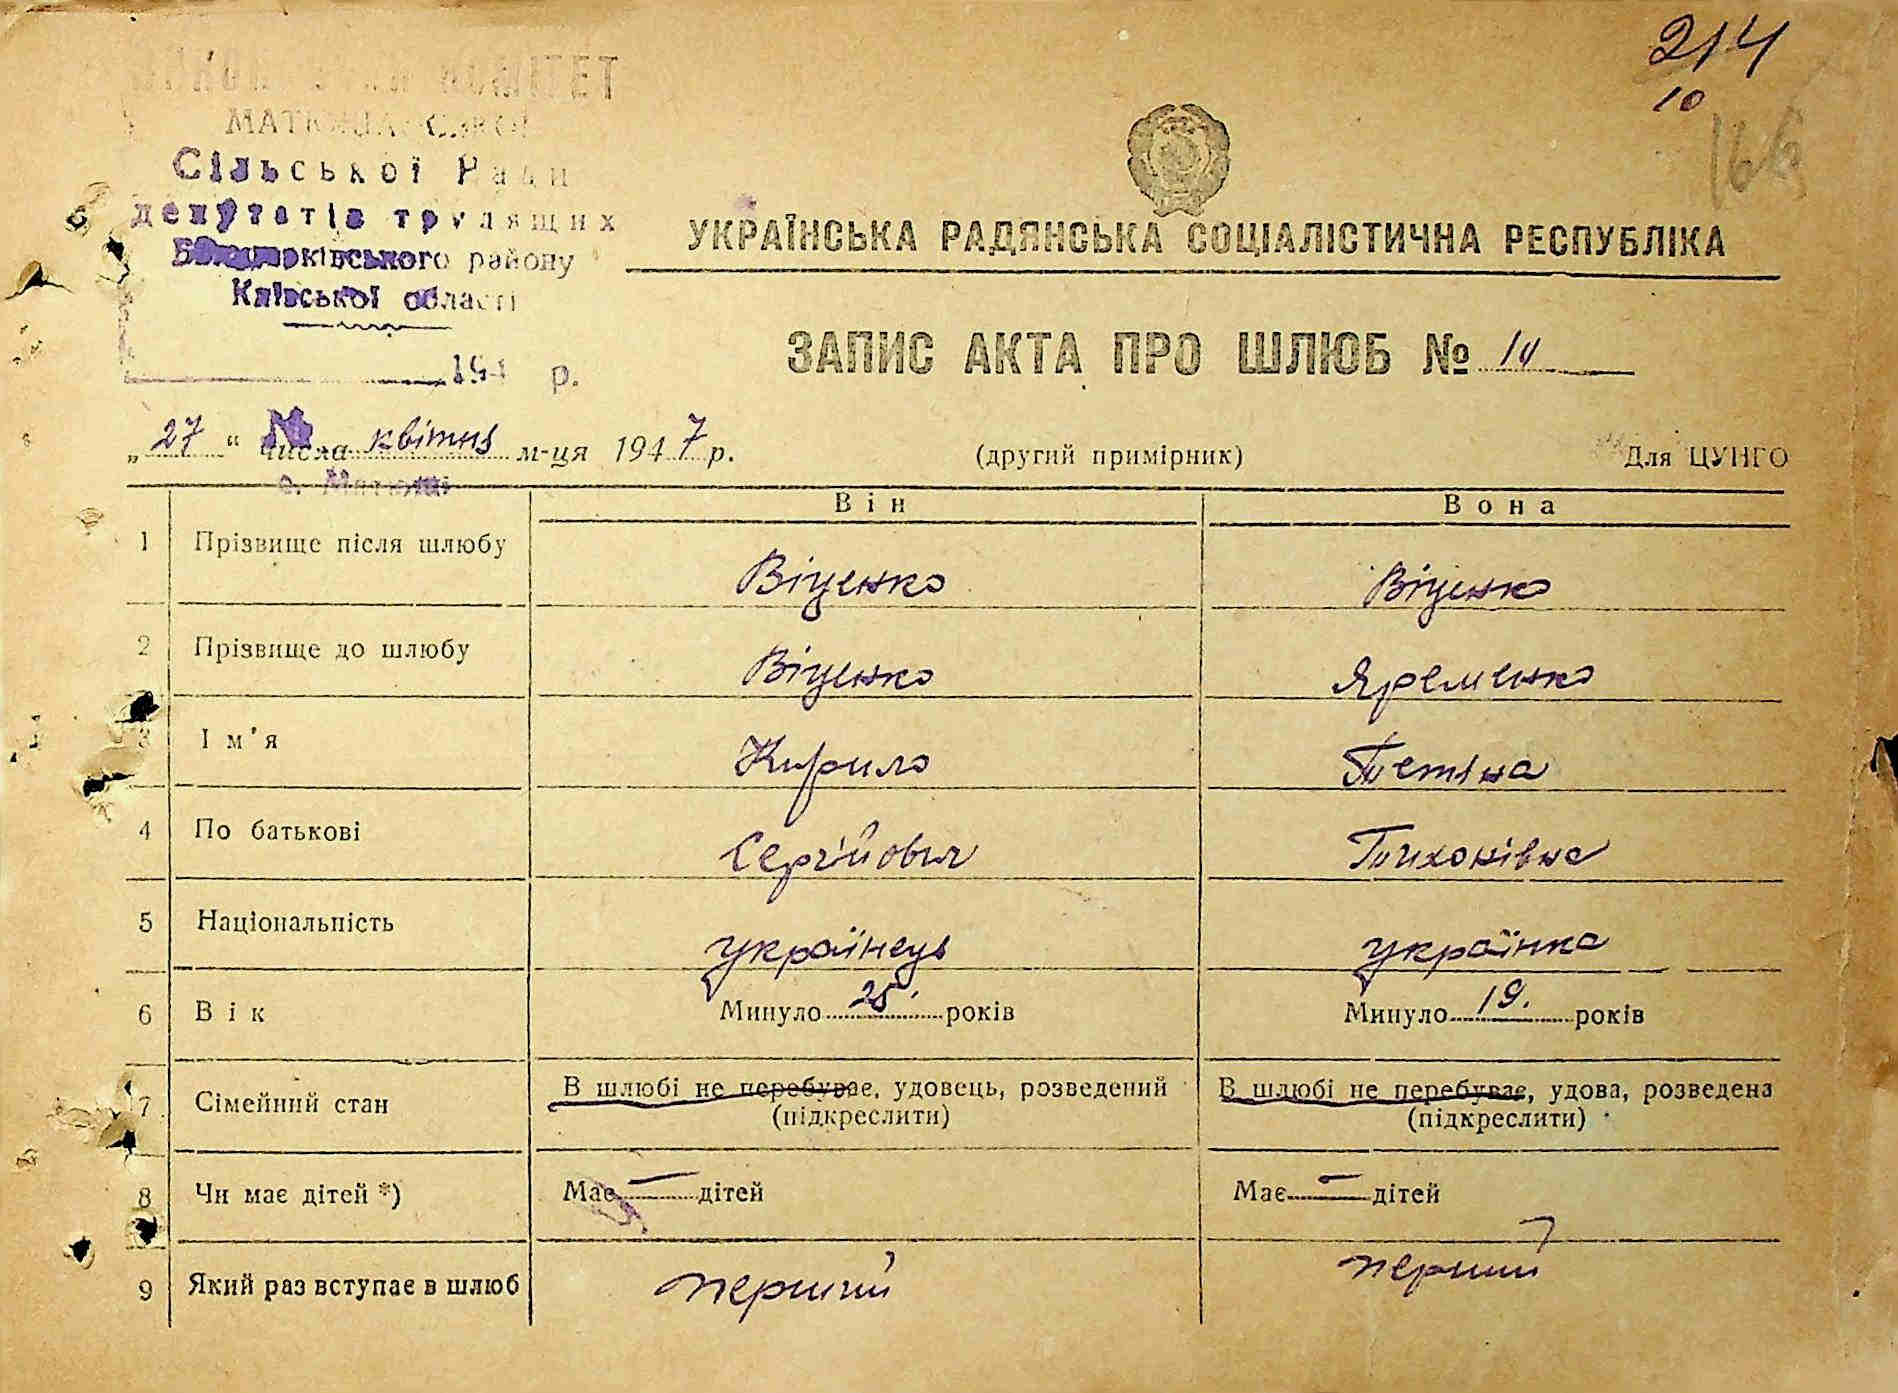 214
10
166
КОМІТЕТ
Сільської Ради
депутатів трудящих
Білоцерківського району
Київської області
194 р.
УКРАЇНСЬКА РАДЯНСЬКА СОЦІАЛІСТИЧНА РЕСПУБЛІКА
ЗАПИС АКТА ПРО ШЛЮБ №
„27“ числа квітня м-ця 1947 р. (другий примірник) Для ЦУНГО
№
с. Матюші
Він Вона
1 Прізвище після шлюбу Віценко Віценко
2 Прізвище до шлюбу Віценко Яременко
3 Ім'я Кирило Тетяна
4 По батькові Сергійович Тихонівна
5 Національність українець українка
6 Вік Минуло 25 років Минуло 19. років
7 Сімейний стан В шлюбі не перебуває, удовець, розведений В шлюбі не перебуває, удова, розведена
(підкреслити) (підкреслити)
8 Чи має дітей *) Має — дітей Має — дітей
9 Який раз вступає в шлюб перший перший